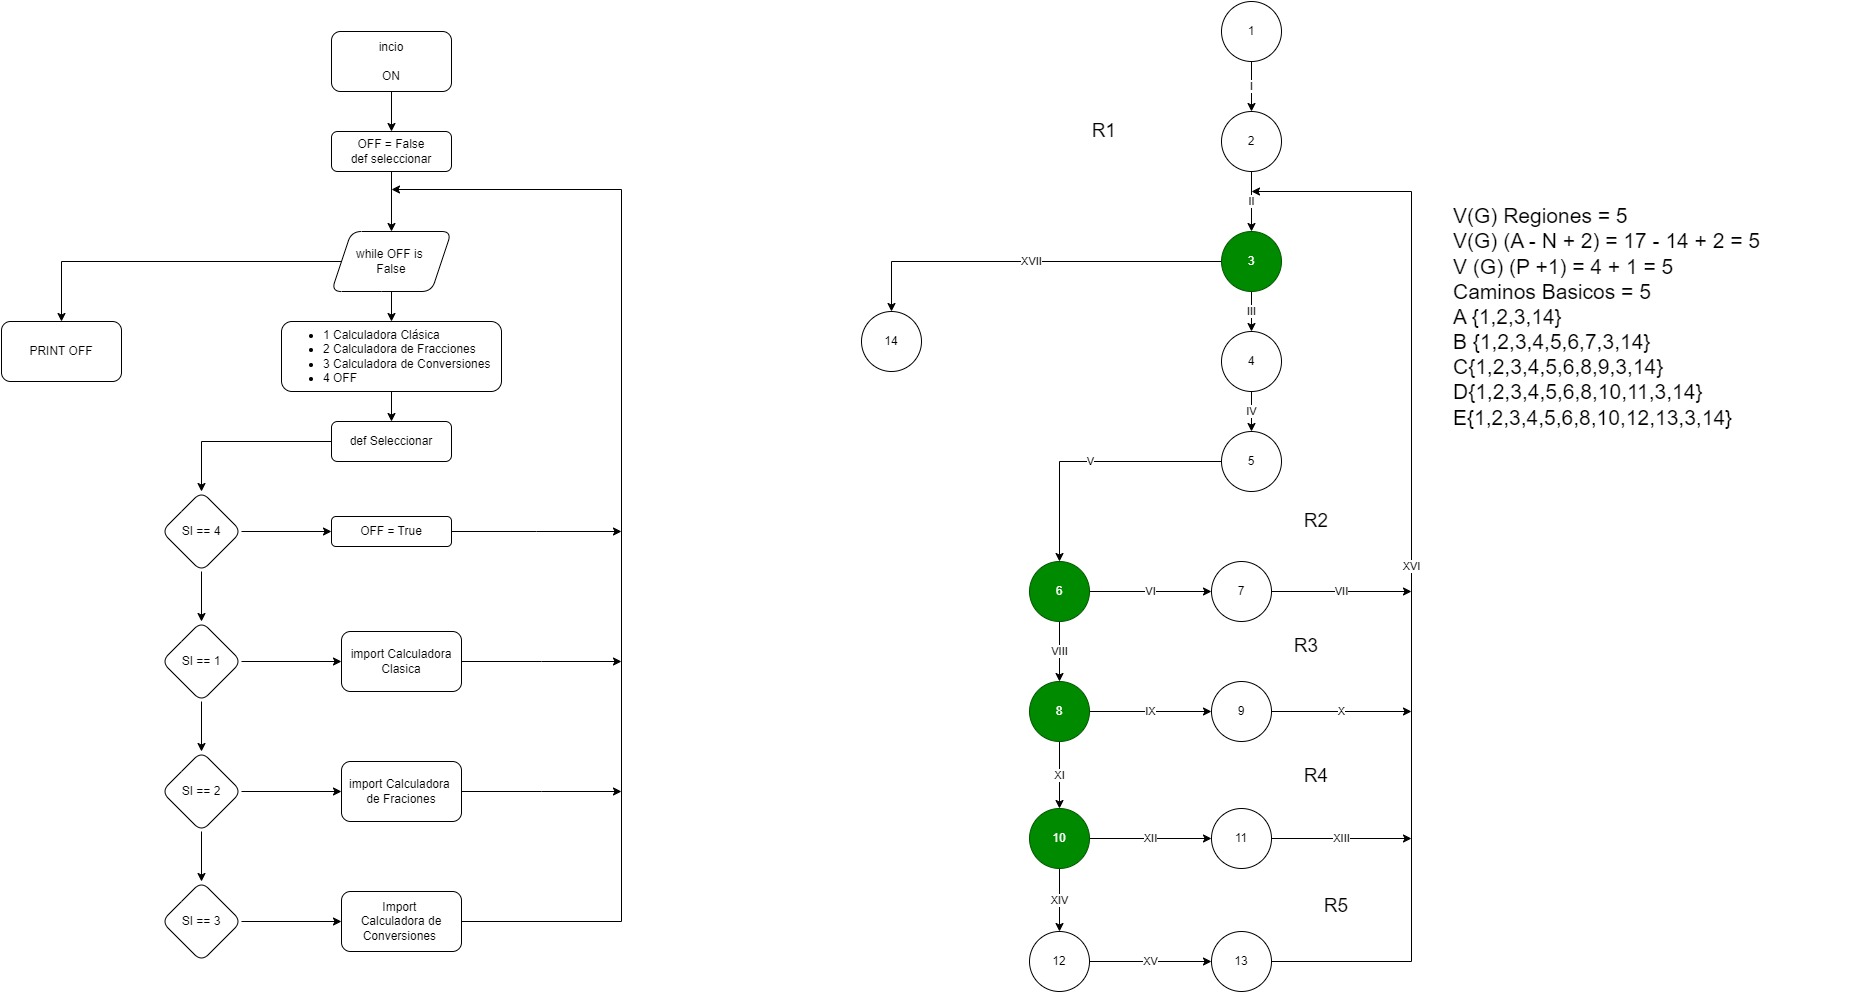 incio
ON
OFF = False
def seleccionar
while OFF is
False
PRINT OFF
• 1 Calculadora Clásica
• 2 Calculadora de Fracciones
• 3 Calculadora de Conversiones
• 4 OFF
def Seleccionar
SI == 4
OFF = True
SI == 1
import Calculadora
Clasica
SI == 2
import Calculadora
de Fraciones
SI == 3
Import
Calculadora de
Conversiones
1
I
R1
2
II
3
XVII
III
14
4
IV
5
V
R2
XVI
6
VI
7
VII
R3
VIII
8
IX
9
X
R4
XI
10
XII
11
XIII
XIV
R5
12
XV
13
V(G) Regiones = 5
V(G) (A - N + 2) = 17 - 14 + 2 = 5
V (G) (P +1) = 4 + 1 = 5
Caminos Basicos = 5
A {1,2,3,14}
B {1,2,3,4,5,6,7,3,14}
C{1,2,3,4,5,6,8,9,3,14}
D{1,2,3,4,5,6,8,10,11,3,14}
E{1,2,3,4,5,6,8,10,12,13,3,14}